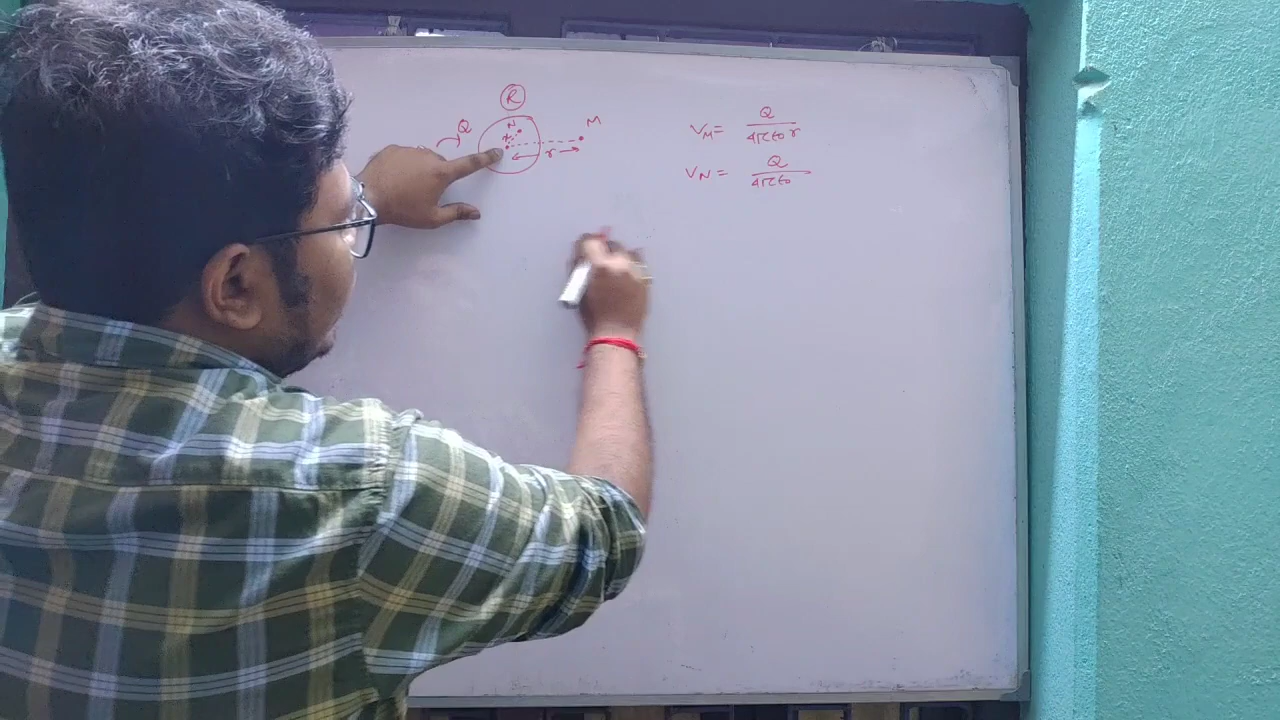 R
Q
N
M
r
V_M = Q / 4πε₀ r
V_N = Q / 4πε₀